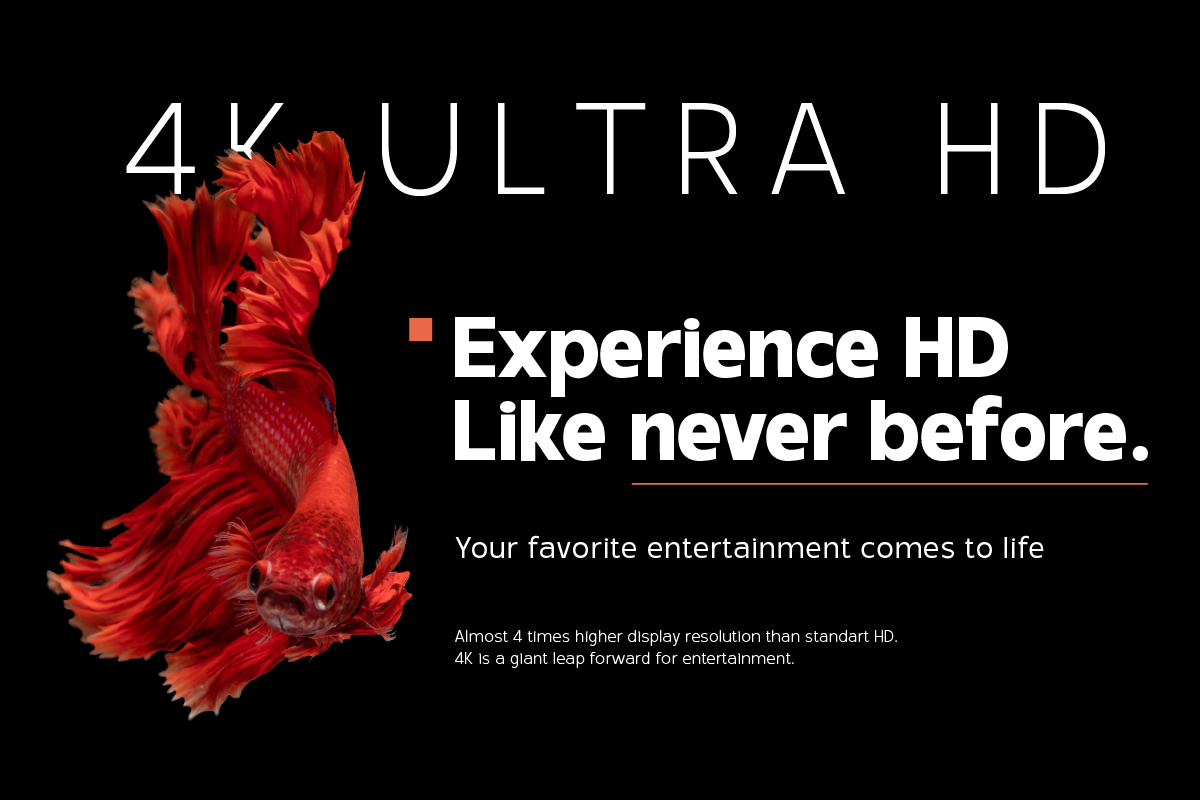 4K ULTRA HD
Experience HD
Like never before.
Your favorite entertainment comes to life
Almost 4 times higher display resolution than standart HD.
4K is a giant leap forward for entertainment.